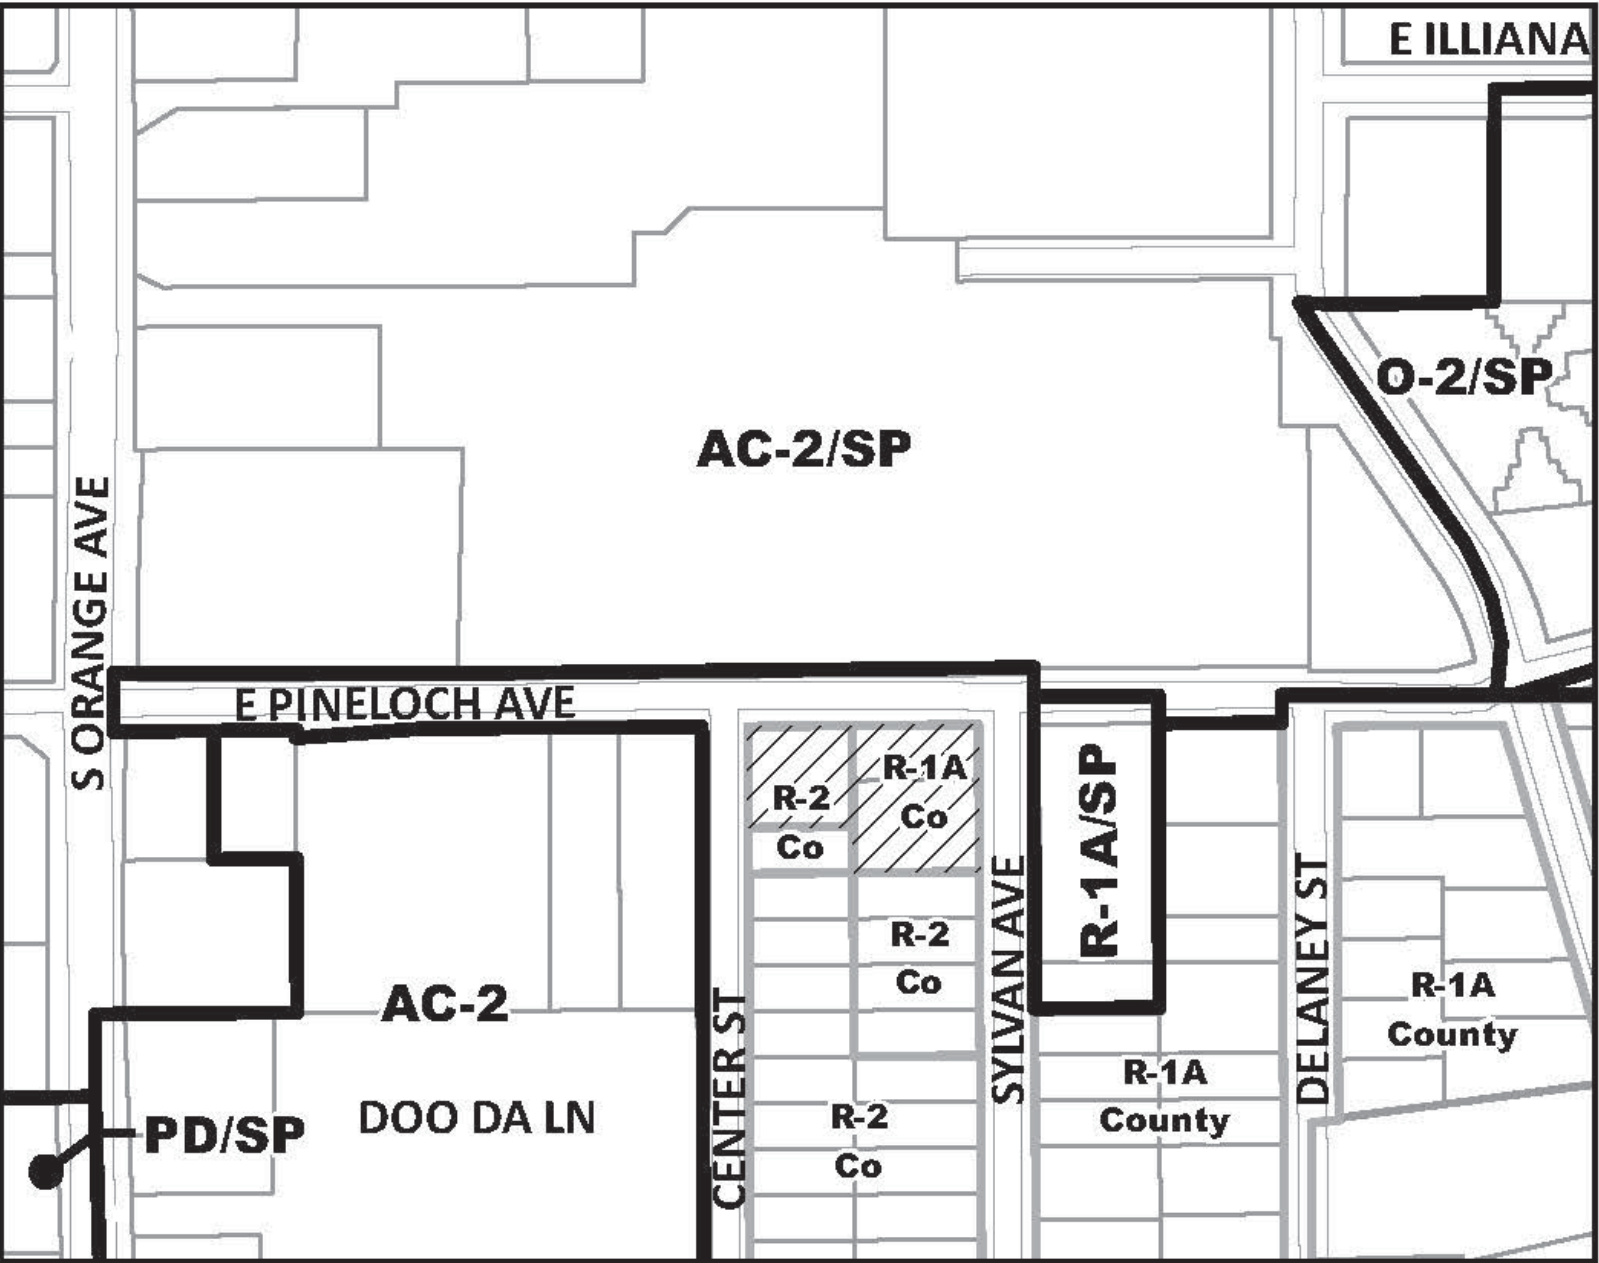 E ILLIANA
O-2/SP
AC-2/SP
S ORANGE AVE
E PINELOCH AVE
R-1A
Co
R-2
Co
R-1A/SP
R-2
Co
SYLVAN AVE
DELANEY ST
R-1A
County
AC-2
CENTER ST
R-1A
County
DOO DA LN
PD/SP
R-2
Co